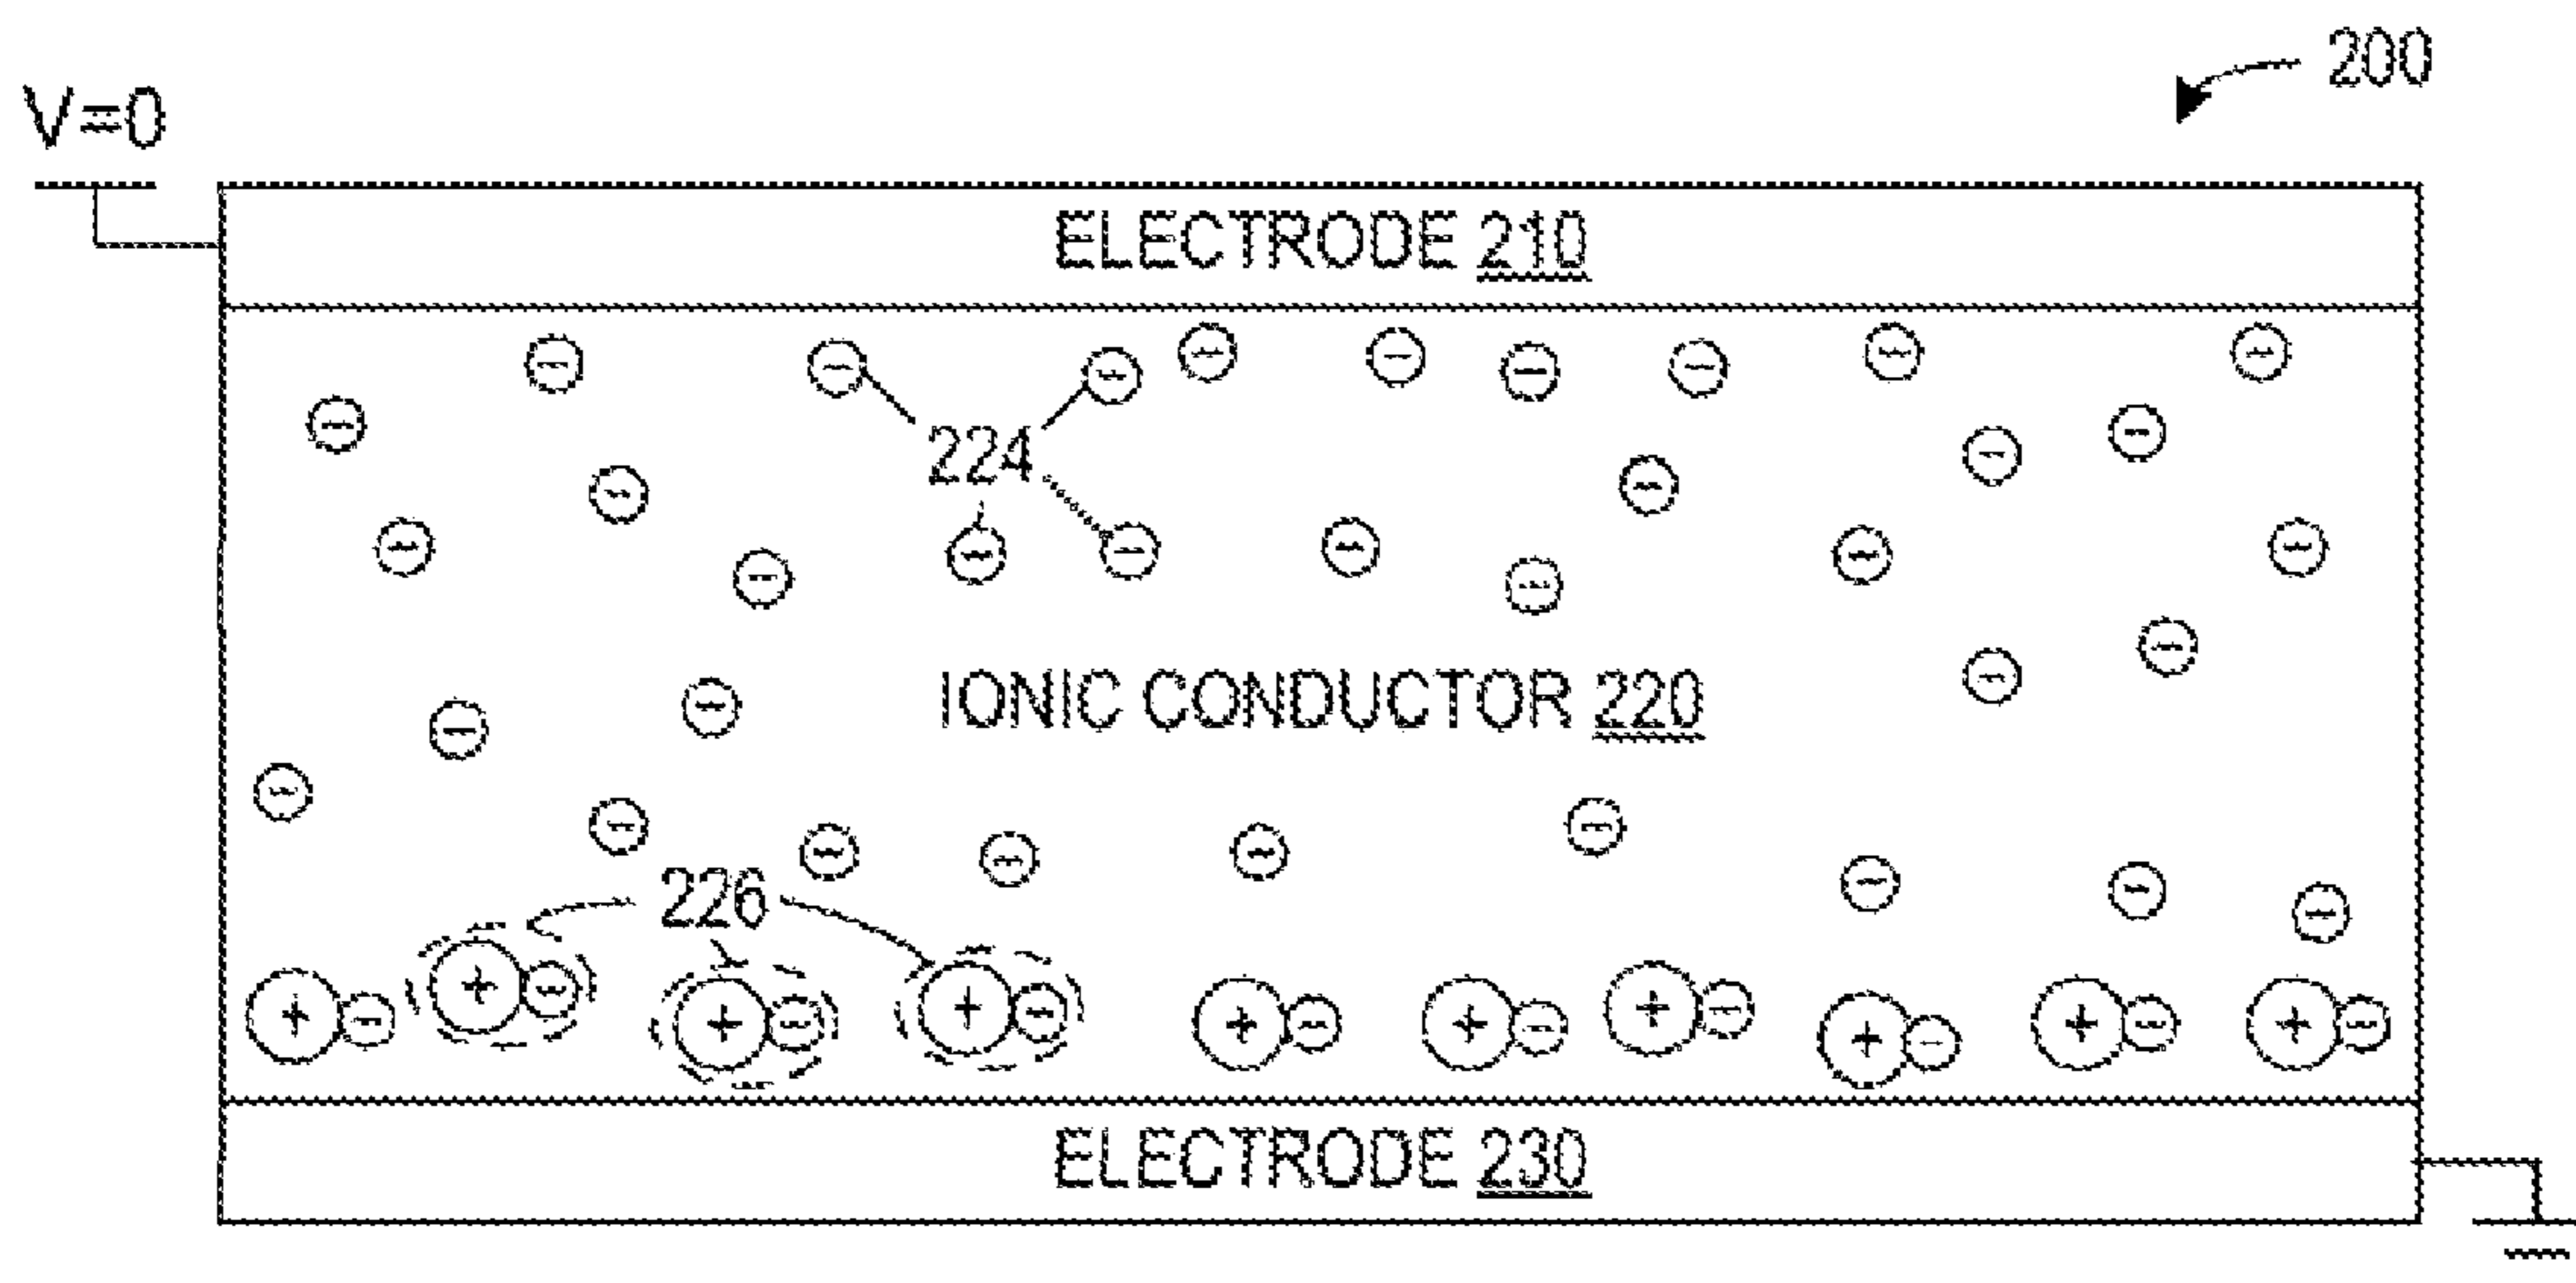 200
V=0
ELECTRODE 210
224
IONIC CONDUCTOR 220
226
ELECTRODE 230